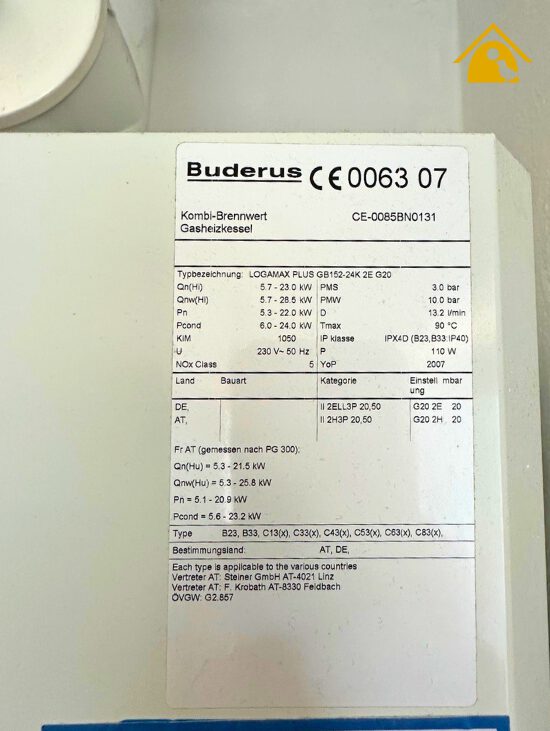 Buderus CE 0063 07
Kombi-Brennwert CE-0085BN0131
Gasheizkessel
Typbezeichnung: LOGAMAX PLUS GB152-24K 2E G20
Qn(Hi) 5.7 - 23.0 kW PMS 3.0 bar
Qnw(Hi) 5.7 - 28.5 kW PMW 10.0 bar
Pn 5.3 - 22.0 kW D 13.2 l/min
Pcond 6.0 - 24.0 kW Tmax 90 °C
KIM 1050 IP klasse IPX4D (B23,B33:IP40)
U 230 V~ 50 Hz P 110 W
NOx Class 5 YoP 2007
Land Bauart Kategorie Einstell mbar
ung
DE, II 2ELL3P 20,50 G20 2E 20
AT, II 2H3P 20,50 G20 2H 20
Fr AT (gemessen nach PG 300):
Qn(Hu) = 5.3 - 21.5 kW
Qnw(Hu) = 5.3 - 25.8 kW
Pn = 5.1 - 20.9 kW
Pcond = 5.6 - 23.2 kW
Type B23, B33, C13(x), C33(x), C43(x), C53(x), C63(x), C83(x),
Bestimmungsland: AT, DE,
Each type is applicable to the various countries
Vertreter AT: Steiner GmbH AT-4021 Linz
Vertreter AT: F. Krobath AT-8330 Feldbach
ÖVGW: G2.857